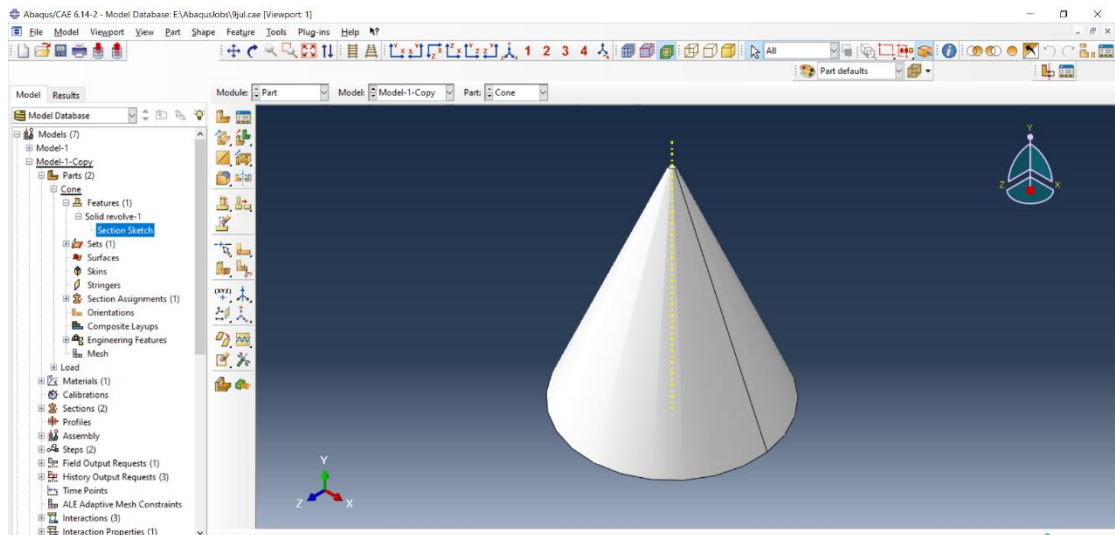 Abaqus/CAE 6.14-2 - Model Database: E:\AbaqusJobs\9jul.cae [Viewport: 1]
File Model Viewport View Part Shape Feature Tools Plug-ins Help
1 2 3 4 All
Part defaults
Model Results
Module: Part Model: Model-1-Copy Part: Cone
Model Database
Models (7)
Model-1
Model-1-Copy
Parts (2)
Cone
Features (1)
Solid revolve-1
Section Sketch
Sets (1)
Surfaces
Skins
Stringers
Section Assignments (1)
Orientations
Composite Layups
Engineering Features
Mesh
Load
Materials (1)
Calibrations
Sections (2)
Profiles
Assembly
Steps (2)
Field Output Requests (1)
History Output Requests (3)
Time Points
ALE Adaptive Mesh Constraints
Interactions (3)
Interaction Properties (1)
(XYZ)
Y
Z X
Y
Z X